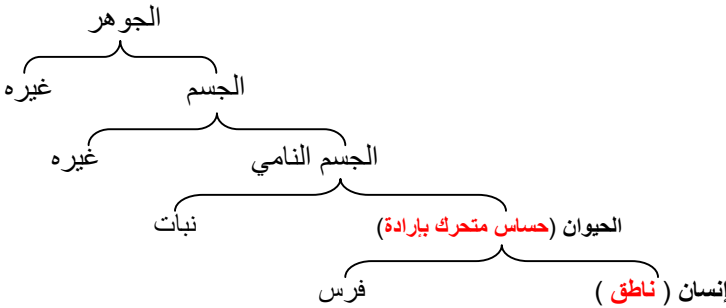 الجوهر
الجسم غيره
الجسم النامي غيره
الحيوان (حساس متحرك بإرادة) نبات
إنسان ( ناطق ) فرس